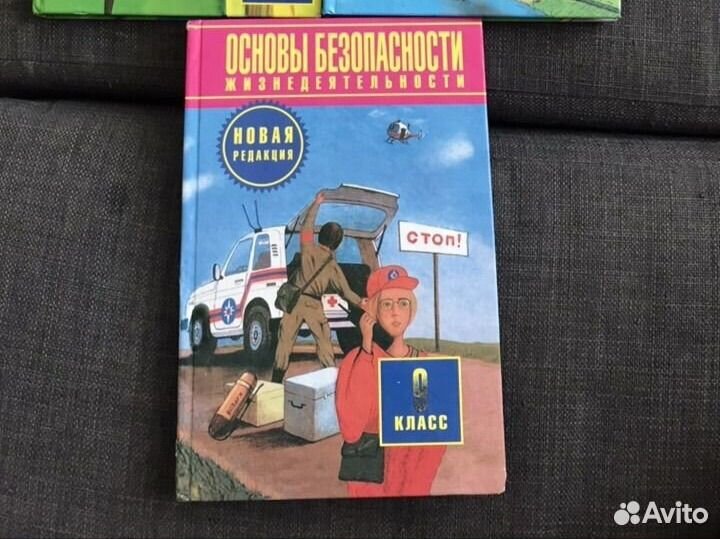 ОСНОВЫ БЕЗОПАСНОСТИ
ЖИЗНЕДЕЯТЕЛЬНОСТИ
НОВАЯ
РЕДАКЦИЯ
СТОП!
9
КЛАСС
Avito